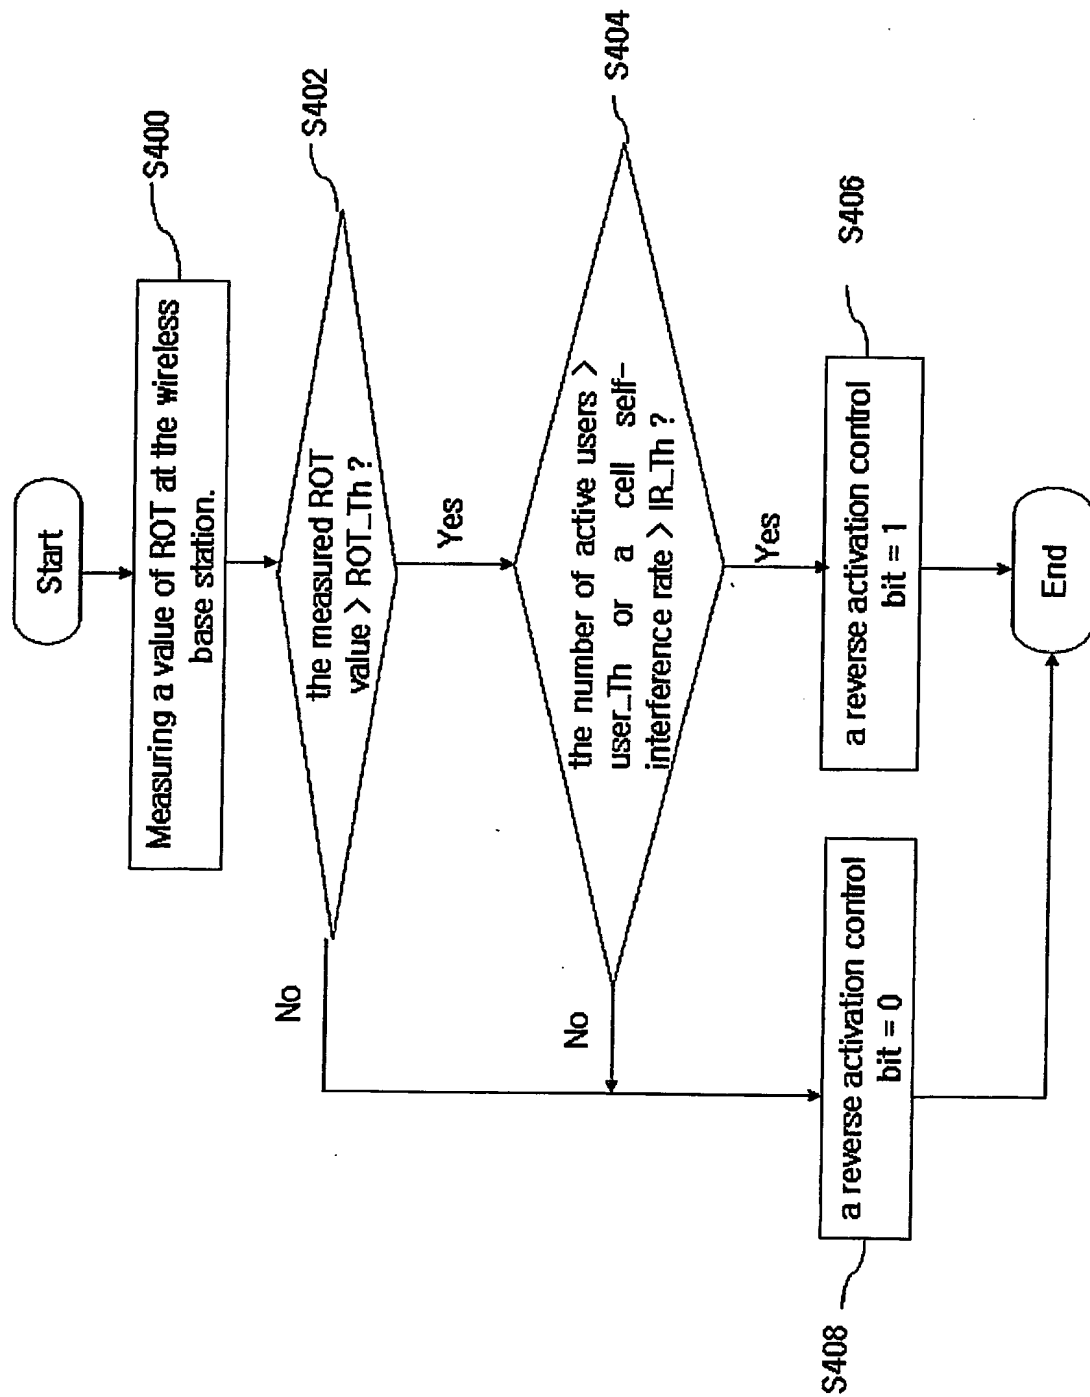 Start
Measuring a value of ROT at the wireless
base station.
S400
the measured ROT
value > ROT_Th ?
S402
No
Yes
the number of active users >
user_Th or a cell self-
interference rate > IR_Th ?
S404
No
Yes
a reverse activation control
bit = 0
S408
a reverse activation control
bit = 1
S406
End